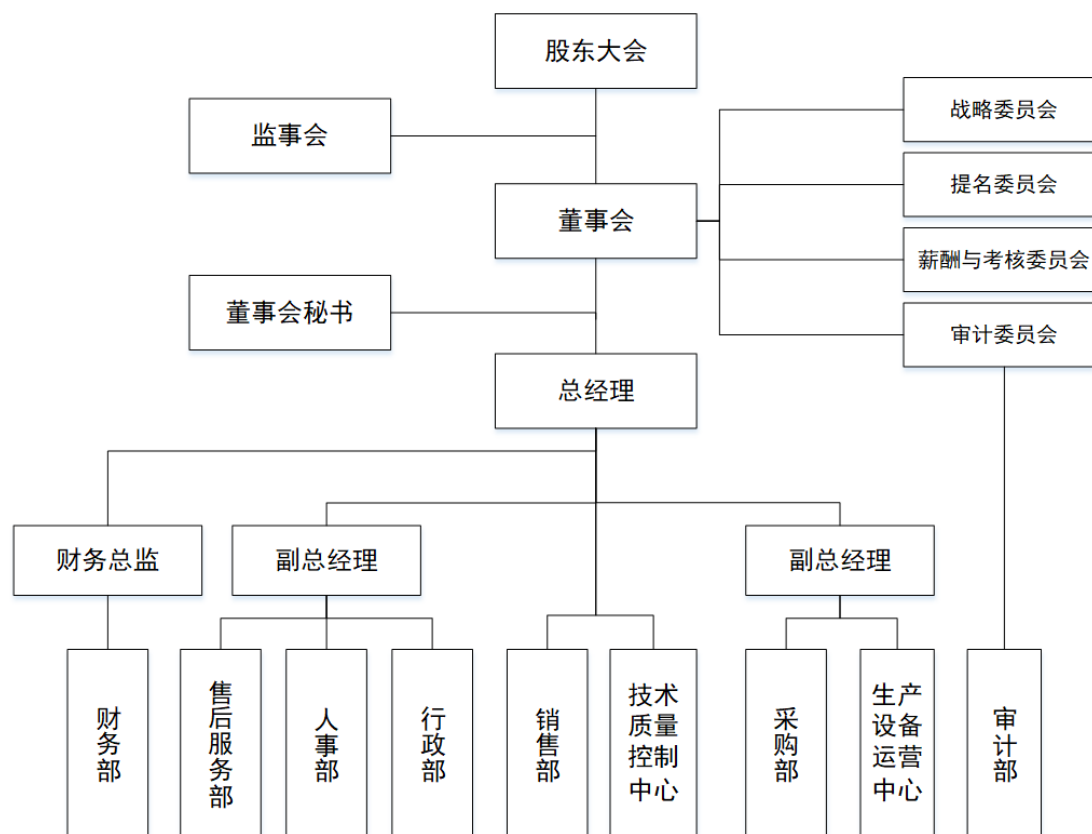 股东大会
战略委员会
监事会
提名委员会
董事会
薪酬与考核委员会
董事会秘书
审计委员会
总经理
财务总监
副总经理
副总经理
财务部
售后服务部
人事部
行政部
销售部
技术
质量
控制
中心
采购部
生产
设备
运营
中心
审计部